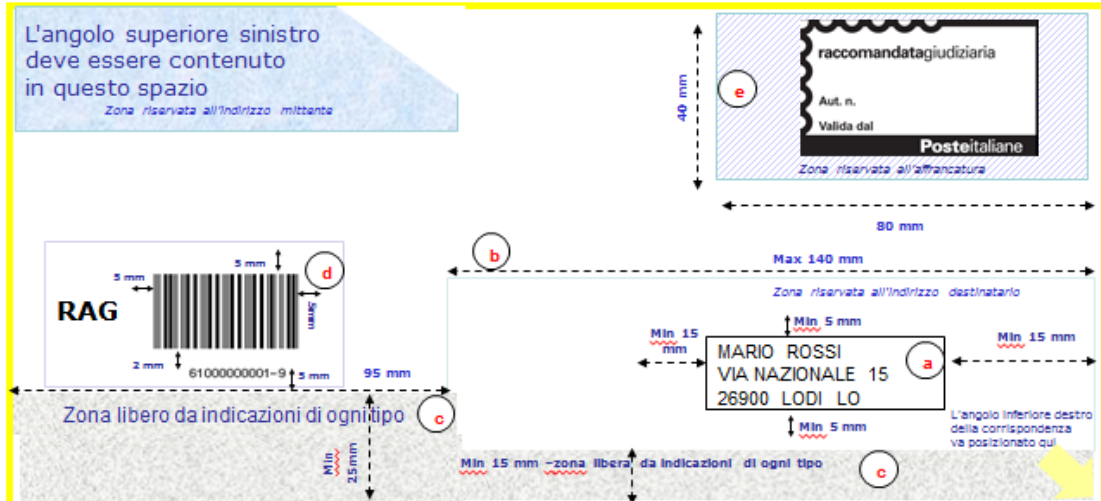 L'angolo superiore sinistro
deve essere contenuto
in questo spazio
Zona riservata all'indirizzo mittente
40 mm
e
raccomandatagiudiziaria
Aut. n.
Valida dal
Posteitaliane
Zona riservata all'affrancatura
80 mm
b
Max 140 mm
Zona riservata all'indirizzo destinatario
5 mm
d
5 mm
5mm
RAG
2 mm
61000000001-9
5 mm
95 mm
Min 5 mm
Min 15
mm
Min 15 mm
MARIO ROSSI
VIA NAZIONALE 15
26900 LODI LO
a
Min 5 mm
L'angolo inferiore destro
della corrispondenza
va posizionato qui
Zona libero da indicazioni di ogni tipo
c
Min
25mm
Min 15 mm –zona libera da indicazioni di ogni tipo
c